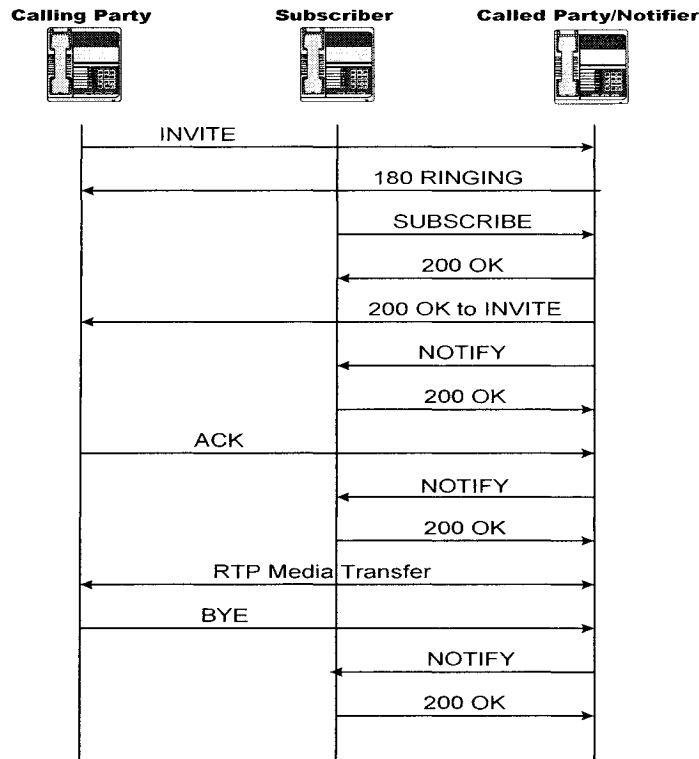 Calling Party
Subscriber
Called Party/Notifier
INVITE
180 RINGING
SUBSCRIBE
200 OK
200 OK to INVITE
NOTIFY
200 OK
ACK
NOTIFY
200 OK
RTP Media Transfer
BYE
NOTIFY
200 OK